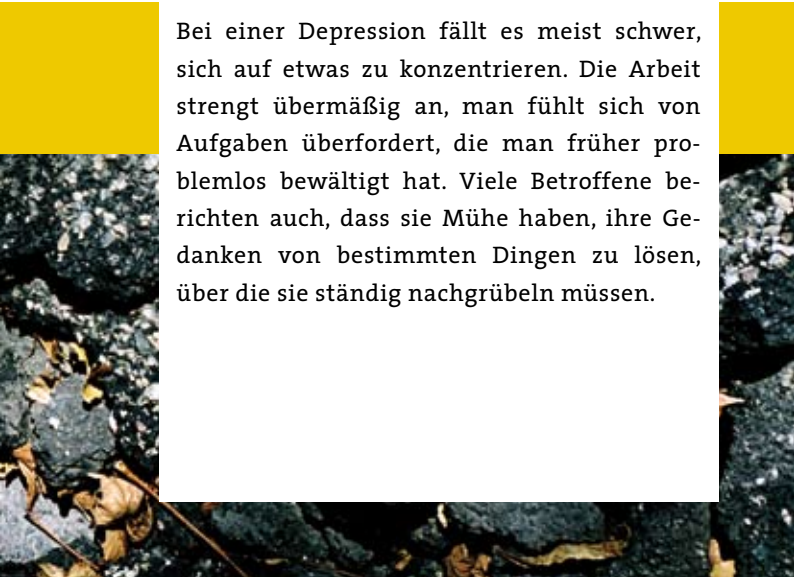 Bei einer Depression fällt es meist schwer,
sich auf etwas zu konzentrieren. Die Arbeit
strengt übermäßig an, man fühlt sich von
Aufgaben überfordert, die man früher pro-
blemlos bewältigt hat. Viele Betroffene be-
richten auch, dass sie Mühe haben, ihre Ge-
danken von bestimmten Dingen zu lösen,
über die sie ständig nachgrübeln müssen.